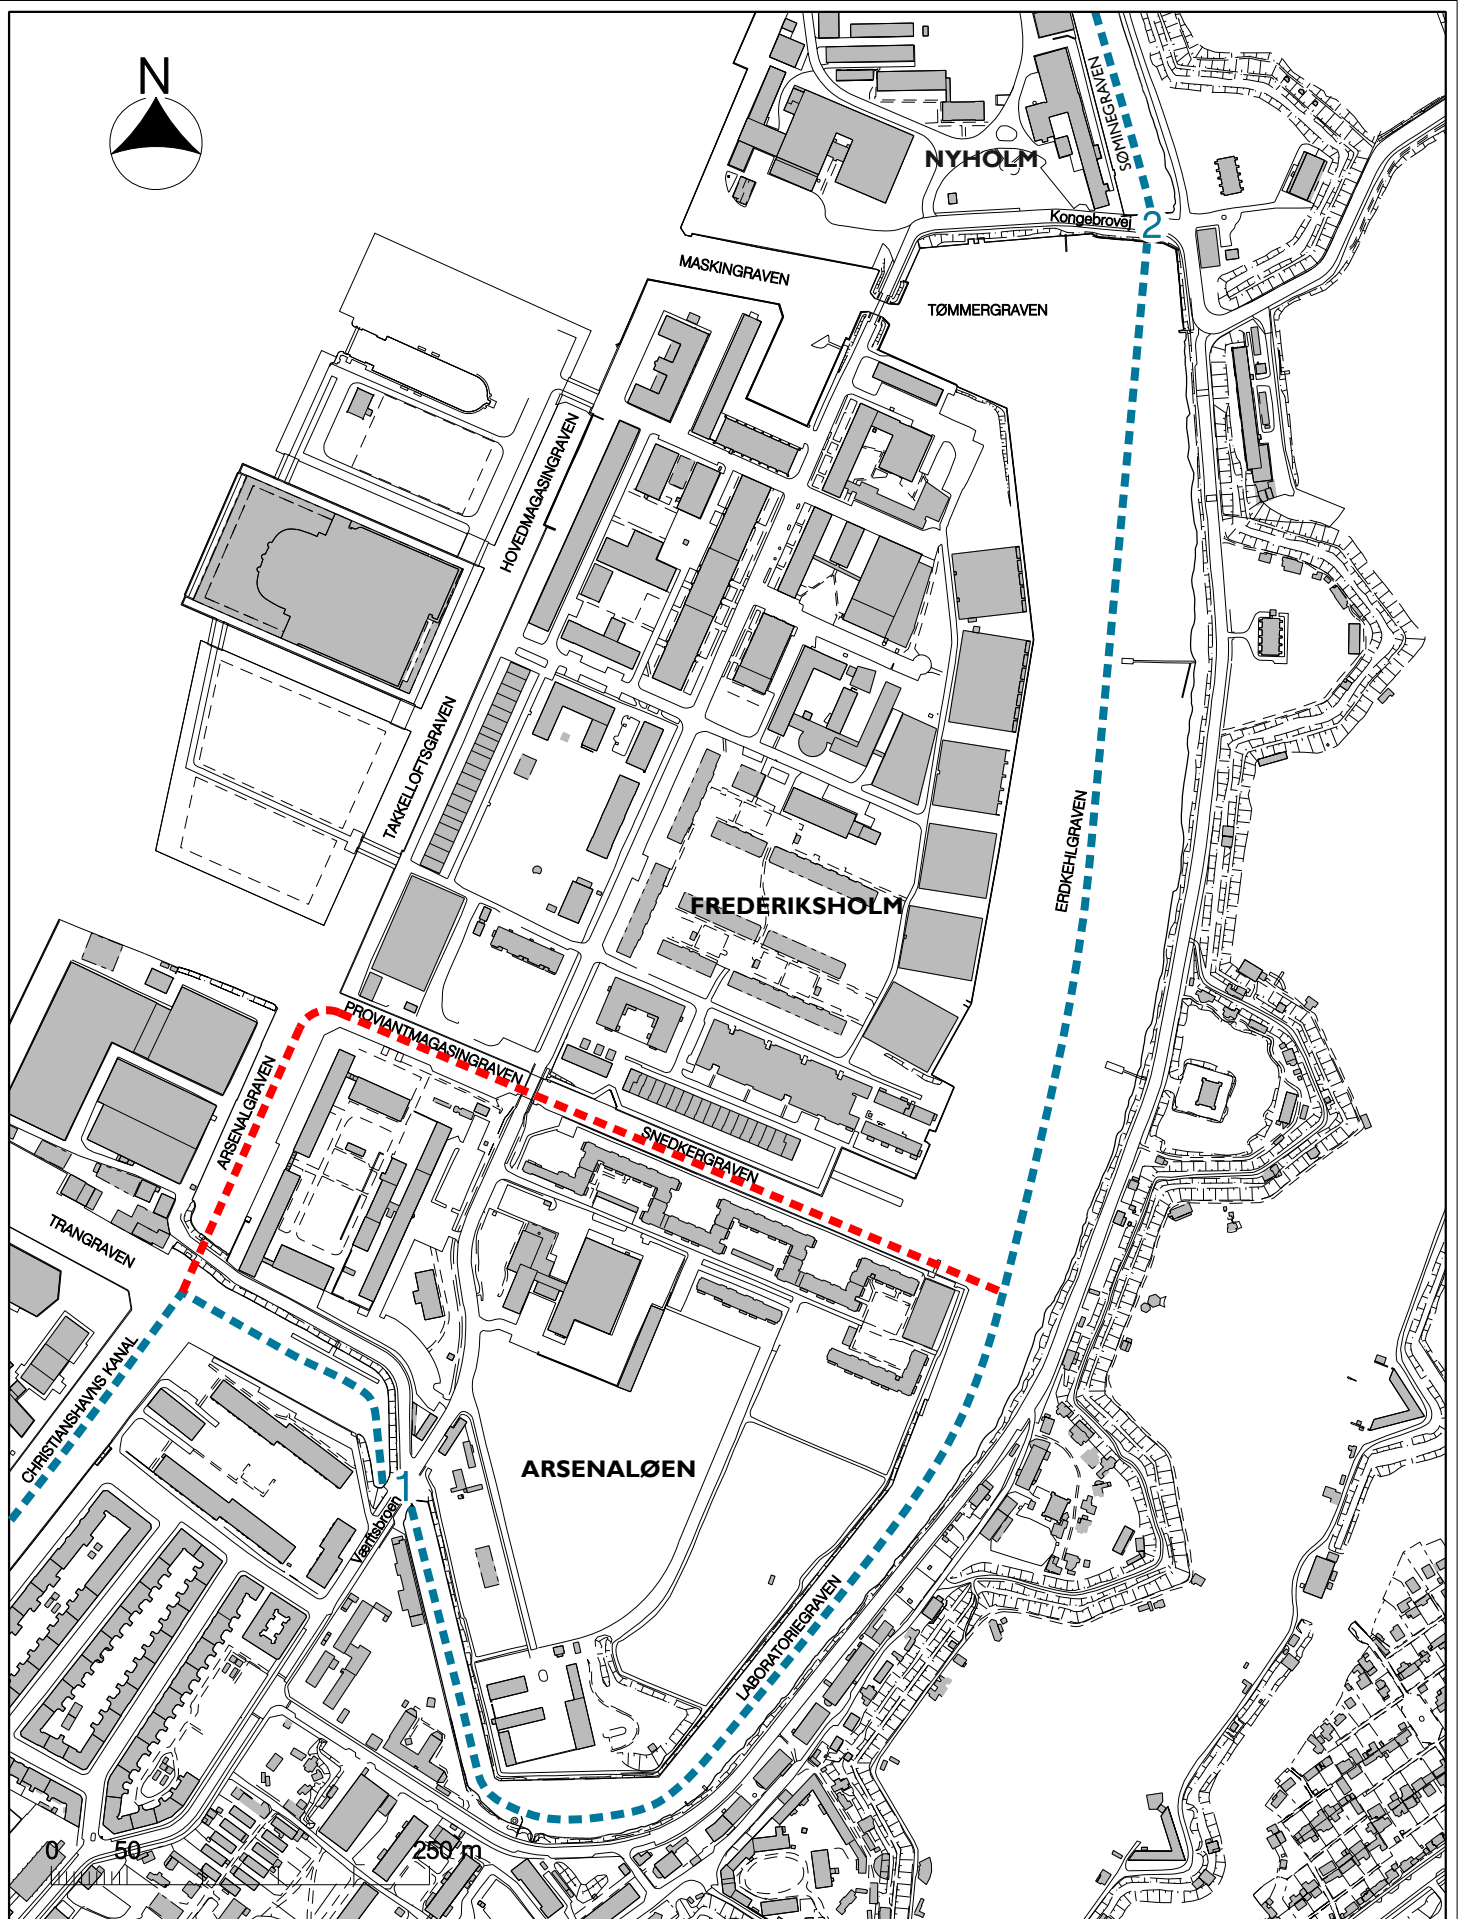 N
SØMINEGRAVEN
NYHOLM
Kongebrovej
2
MASKINGRAVEN
TØMMERGRAVEN
HOVEDMAGASINGRAVEN
TAKKELLOFTSGRAVEN
ERDKEHLGRAVEN
FREDERIKSHOLM
PROVIANTMAGASINGRAVEN
ARSENALGRAVEN
SNEDKERGRAVEN
TRANGRAVEN
CHRISTIANSHAVNS KANAL
ARSENALØEN
1
Værftsbroen
LABORATORIEGRAVEN
0 50 250 m